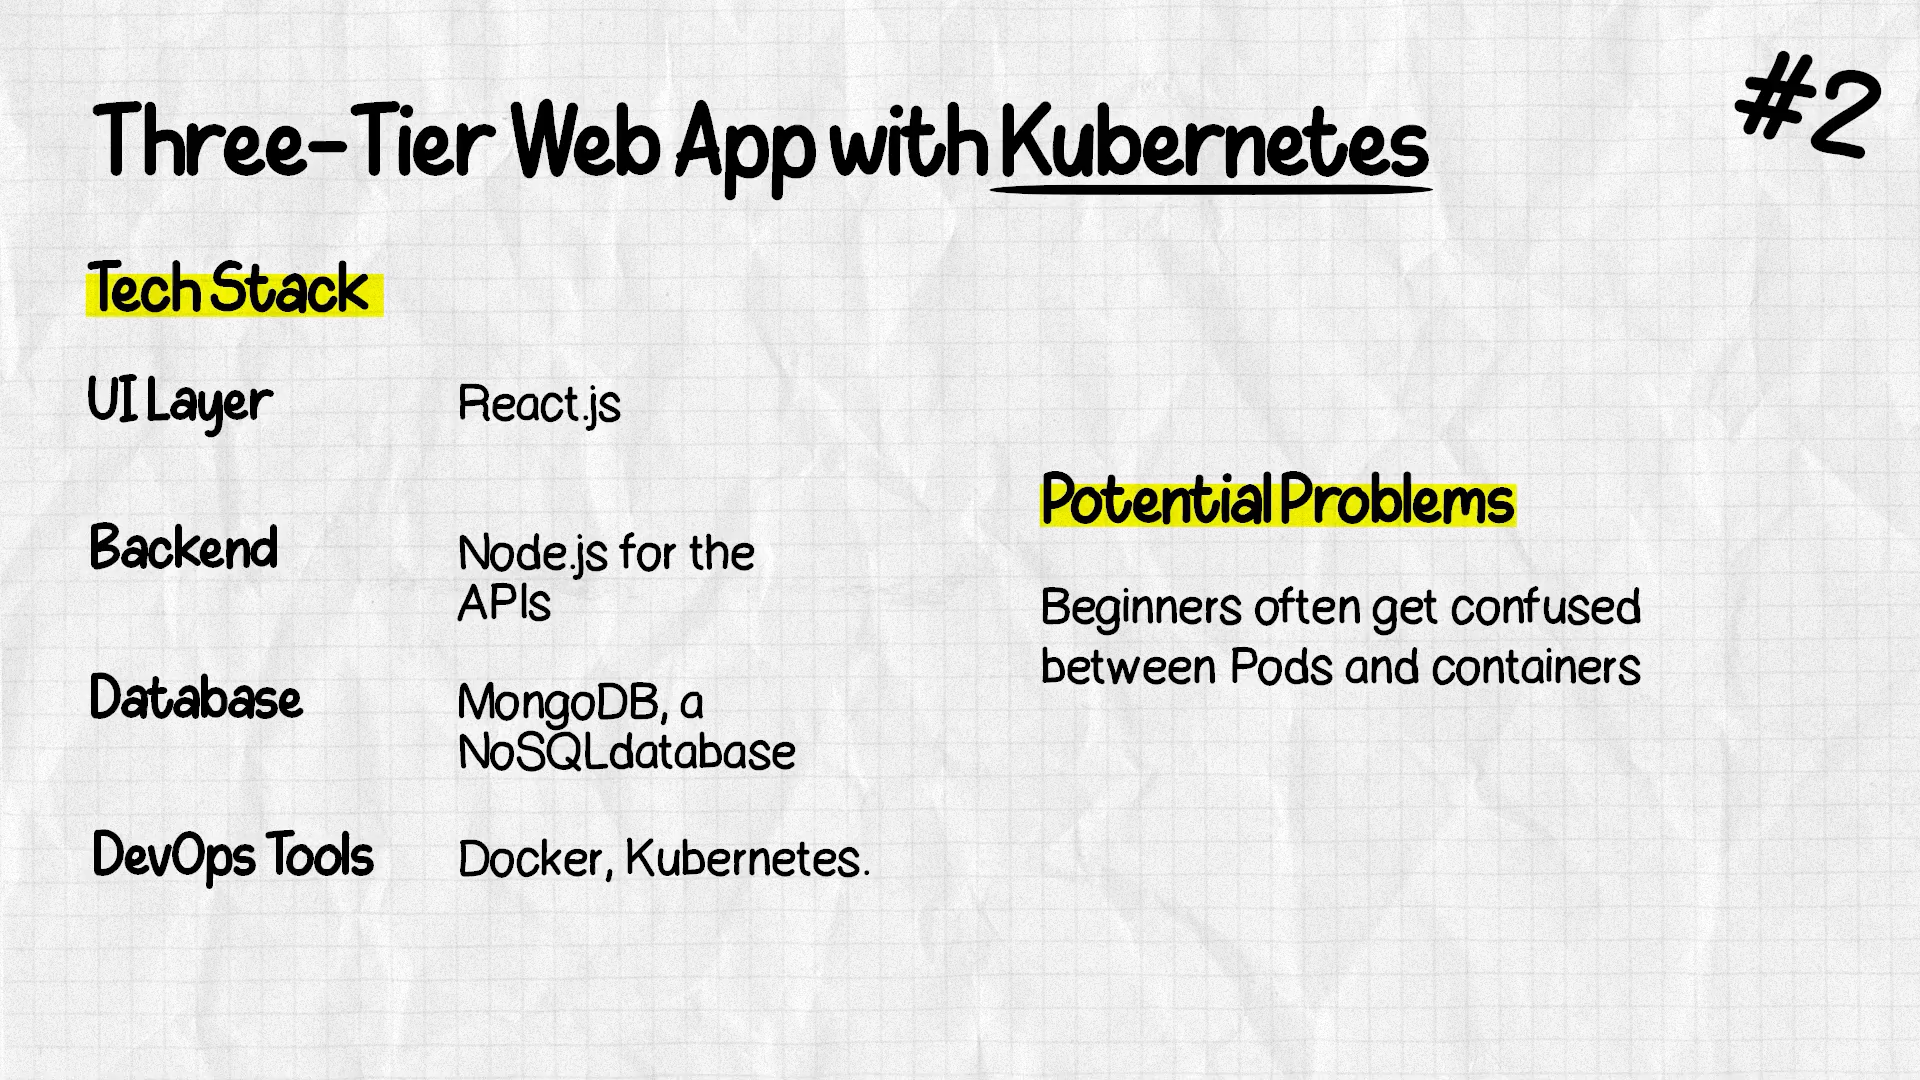 #2
Three-Tier Web App with Kubernetes
Tech Stack
UI Layer
React.js
Backend
Node.js for the
APIs
Database
MongoDB, a
NoSQLdatabase
DevOps Tools
Docker, Kubernetes.
Potential Problems
Beginners often get confused
between Pods and containers